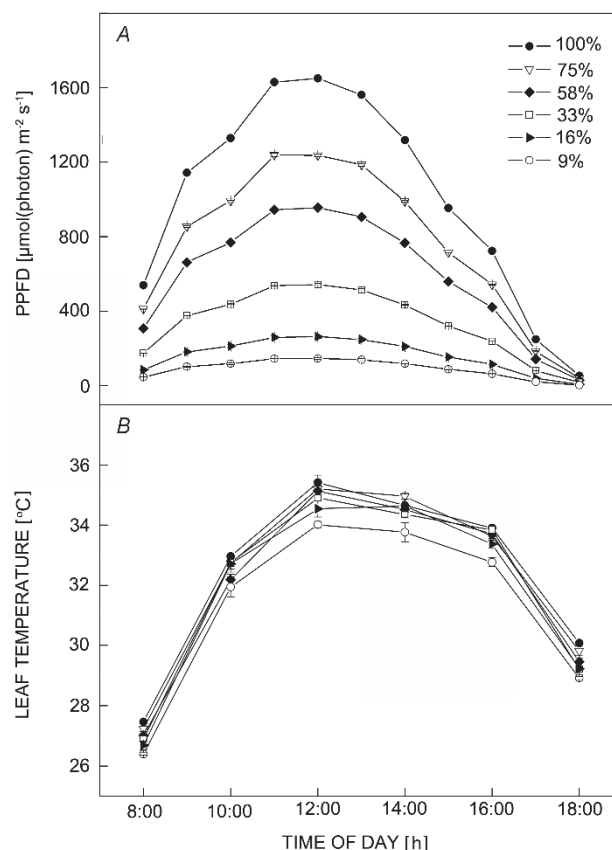 A
100%
75%
58%
33%
16%
9%
PPFD [µmol(photon) m⁻² s⁻¹]
1600
1200
800
400
0
B
LEAF TEMPERATURE [°C]
36
34
32
30
28
26
8:00 10:00 12:00 14:00 16:00 18:00
TIME OF DAY [h]